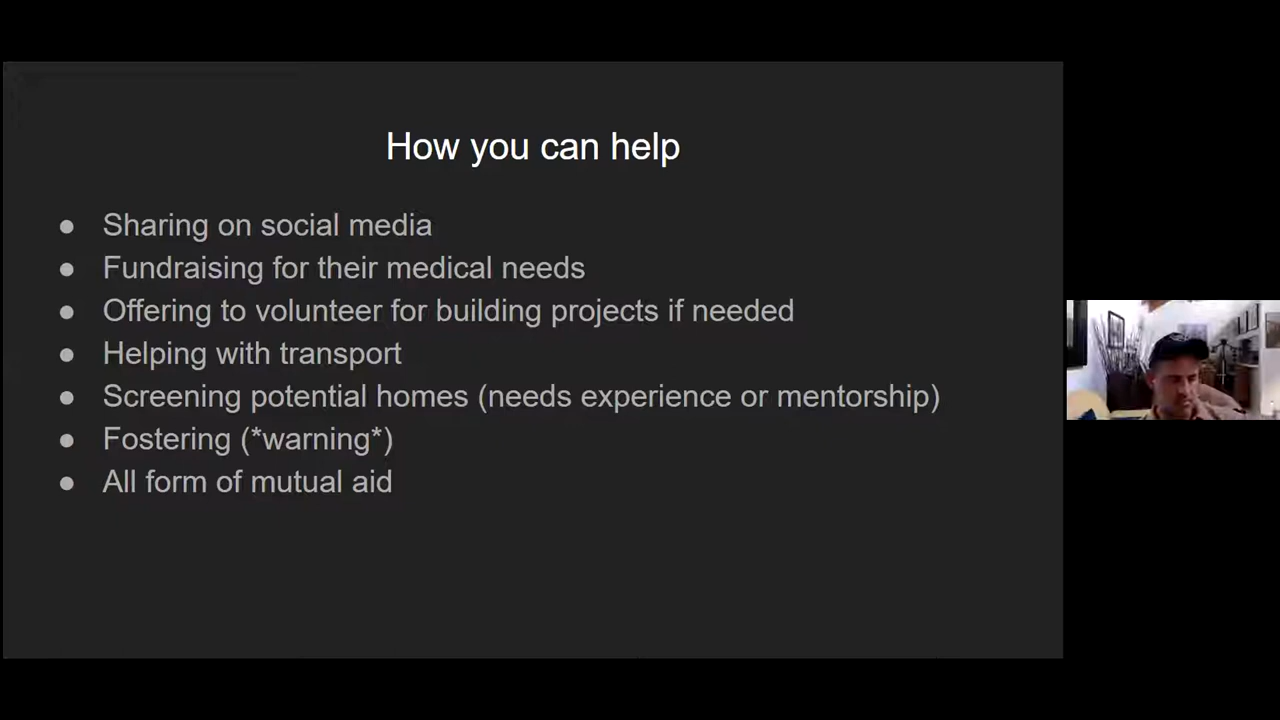 How you can help
● Sharing on social media
● Fundraising for their medical needs
● Offering to volunteer for building projects if needed
● Helping with transport
● Screening potential homes (needs experience or mentorship)
● Fostering (*warning*)
● All form of mutual aid